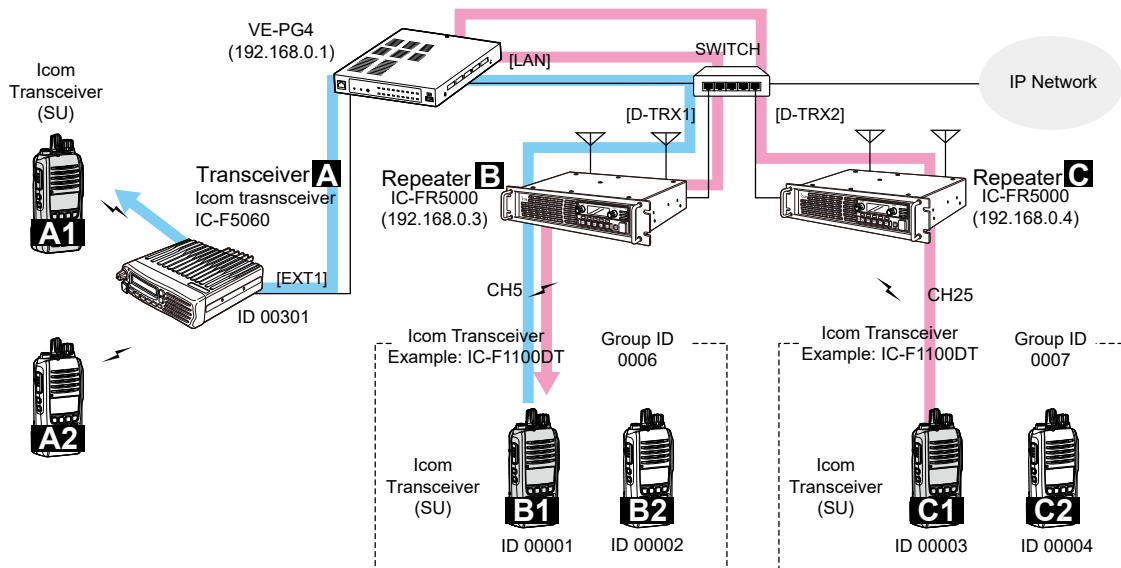 VE-PG4
(192.168.0.1)
[LAN]
SWITCH
IP Network
Icom
Transceiver
(SU)
A1
Transceiver A
Icom trasnsceiver
IC-F5060
[EXT1]
ID 00301
A2
[D-TRX1]
[D-TRX2]
Repeater B
IC-FR5000
(192.168.0.3)
Repeater C
IC-FR5000
(192.168.0.4)
CH5
CH25
Icom Transceiver
Example: IC-F1100DT
Group ID
0006
Icom Transceiver
Example: IC-F1100DT
Group ID
0007
Icom
Transceiver
(SU)
B1
B2
ID 00001
ID 00002
Icom
Transceiver
(SU)
C1
C2
ID 00003
ID 00004